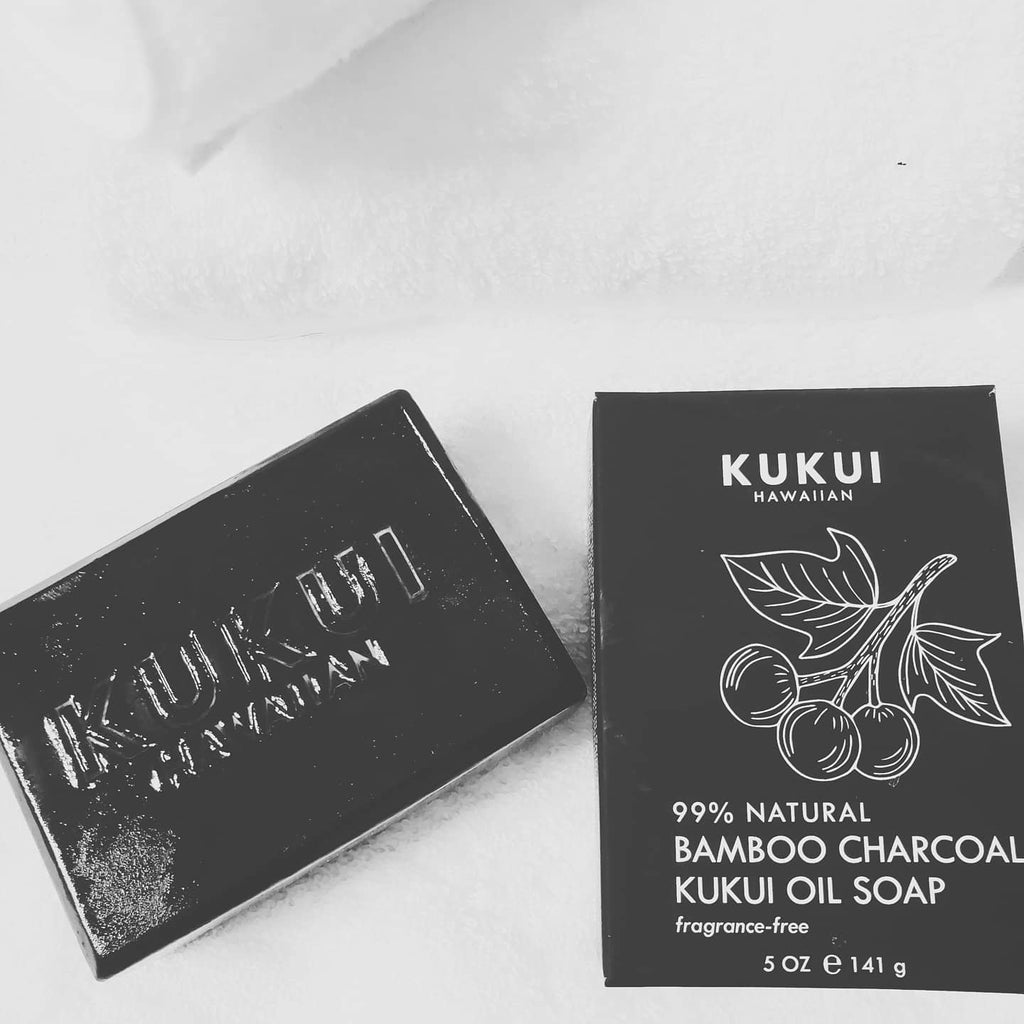 KUKUI
HAWAIIAN
KUKUI
HAWAIIAN
99% NATURAL
BAMBOO CHARCOAL
KUKUI OIL SOAP
fragrance-free
5 OZ ℮ 141 g